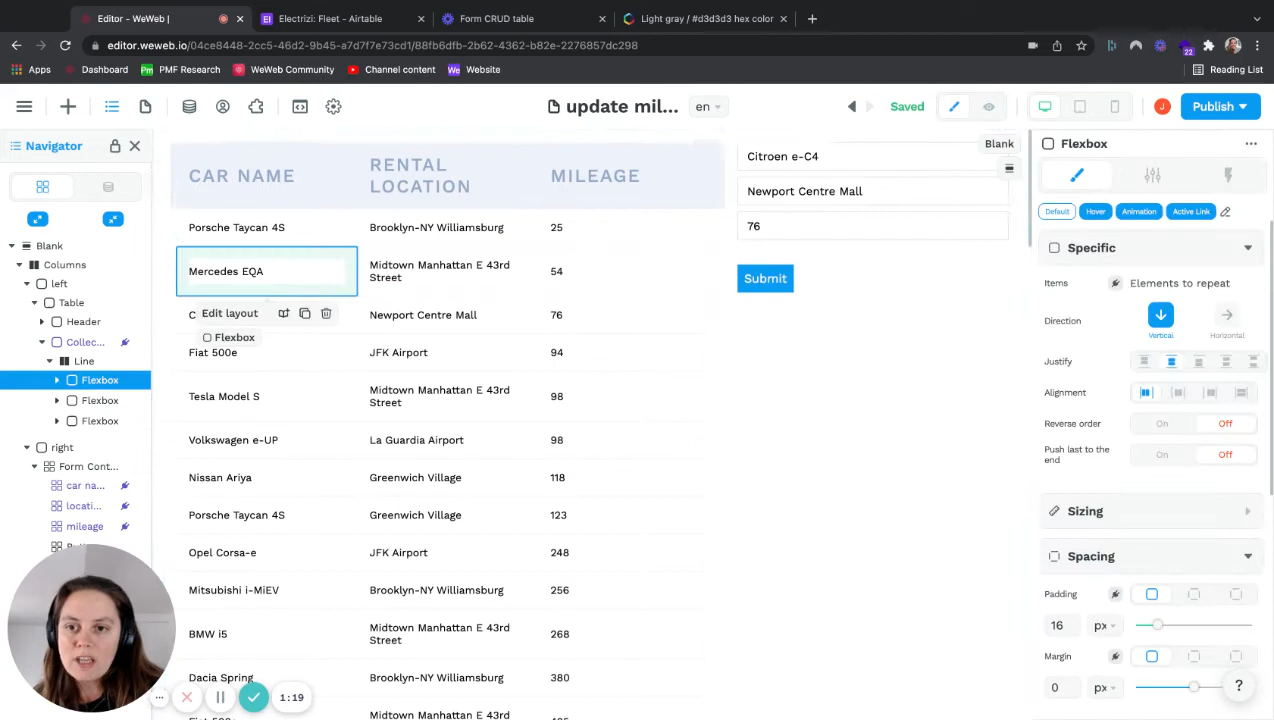 Editor - WeWeb |
Electrizi: Fleet - Airtable
Form CRUD table
Light gray / #d3d3d3 hex color
editor.weweb.io/04ce8448-2cc5-46d2-9b45-a7d7f7e73cd1/88fb6dfb-2b62-4362-b82e-2276857dc298
22
Apps
Dashboard
Pm PMF Research
WeWeb Community
Channel content
We Website
Reading List
update mil...
en
Saved
J
Publish
Navigator
Blank
Columns
left
Table
Header
Collec...
Line
Flexbox
Flexbox
Flexbox
right
Form Cont...
car na...
locati...
mileage
CAR NAME
RENTAL LOCATION
MILEAGE
Porsche Taycan 4S
Brooklyn-NY Williamsburg
25
Mercedes EQA
Midtown Manhattan E 43rd Street
54
Edit layout
Flexbox
C
Newport Centre Mall
76
Fiat 500e
JFK Airport
94
Tesla Model S
Midtown Manhattan E 43rd Street
98
Volkswagen e-UP
La Guardia Airport
98
Nissan Ariya
Greenwich Village
118
Porsche Taycan 4S
Greenwich Village
123
Opel Corsa-e
JFK Airport
248
Mitsubishi i-MiEV
Brooklyn-NY Williamsburg
256
BMW i5
Midtown Manhattan E 43rd Street
268
Dacia Spring
Brooklyn-NY Williamsburg
380
1:19
Blank
Citroen e-C4
Newport Centre Mall
76
Submit
Flexbox
Default
Hover
Animation
Active Link
Specific
Items
Elements to repeat
Direction
Vertical
Horizontal
Justify
Alignment
Reverse order
On
Off
Push last to the end
On
Off
Sizing
Spacing
Padding
16
px
Margin
0
px
?